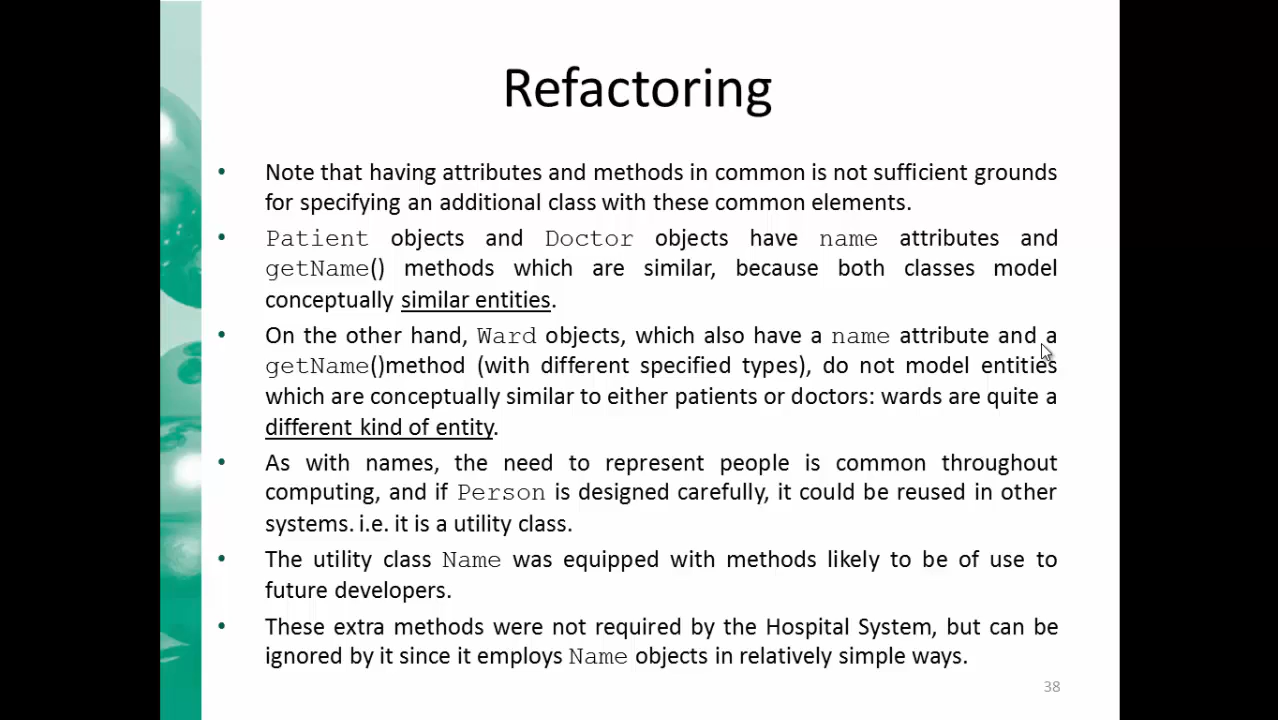 Refactoring
• Note that having attributes and methods in common is not sufficient grounds
for specifying an additional class with these common elements.
• Patient objects and Doctor objects have name attributes and
getName() methods which are similar, because both classes model
conceptually similar entities.
• On the other hand, Ward objects, which also have a name attribute and a
getName()method (with different specified types), do not model entities
which are conceptually similar to either patients or doctors: wards are quite a
different kind of entity.
• As with names, the need to represent people is common throughout
computing, and if Person is designed carefully, it could be reused in other
systems. i.e. it is a utility class.
• The utility class Name was equipped with methods likely to be of use to
future developers.
• These extra methods were not required by the Hospital System, but can be
ignored by it since it employs Name objects in relatively simple ways.
38